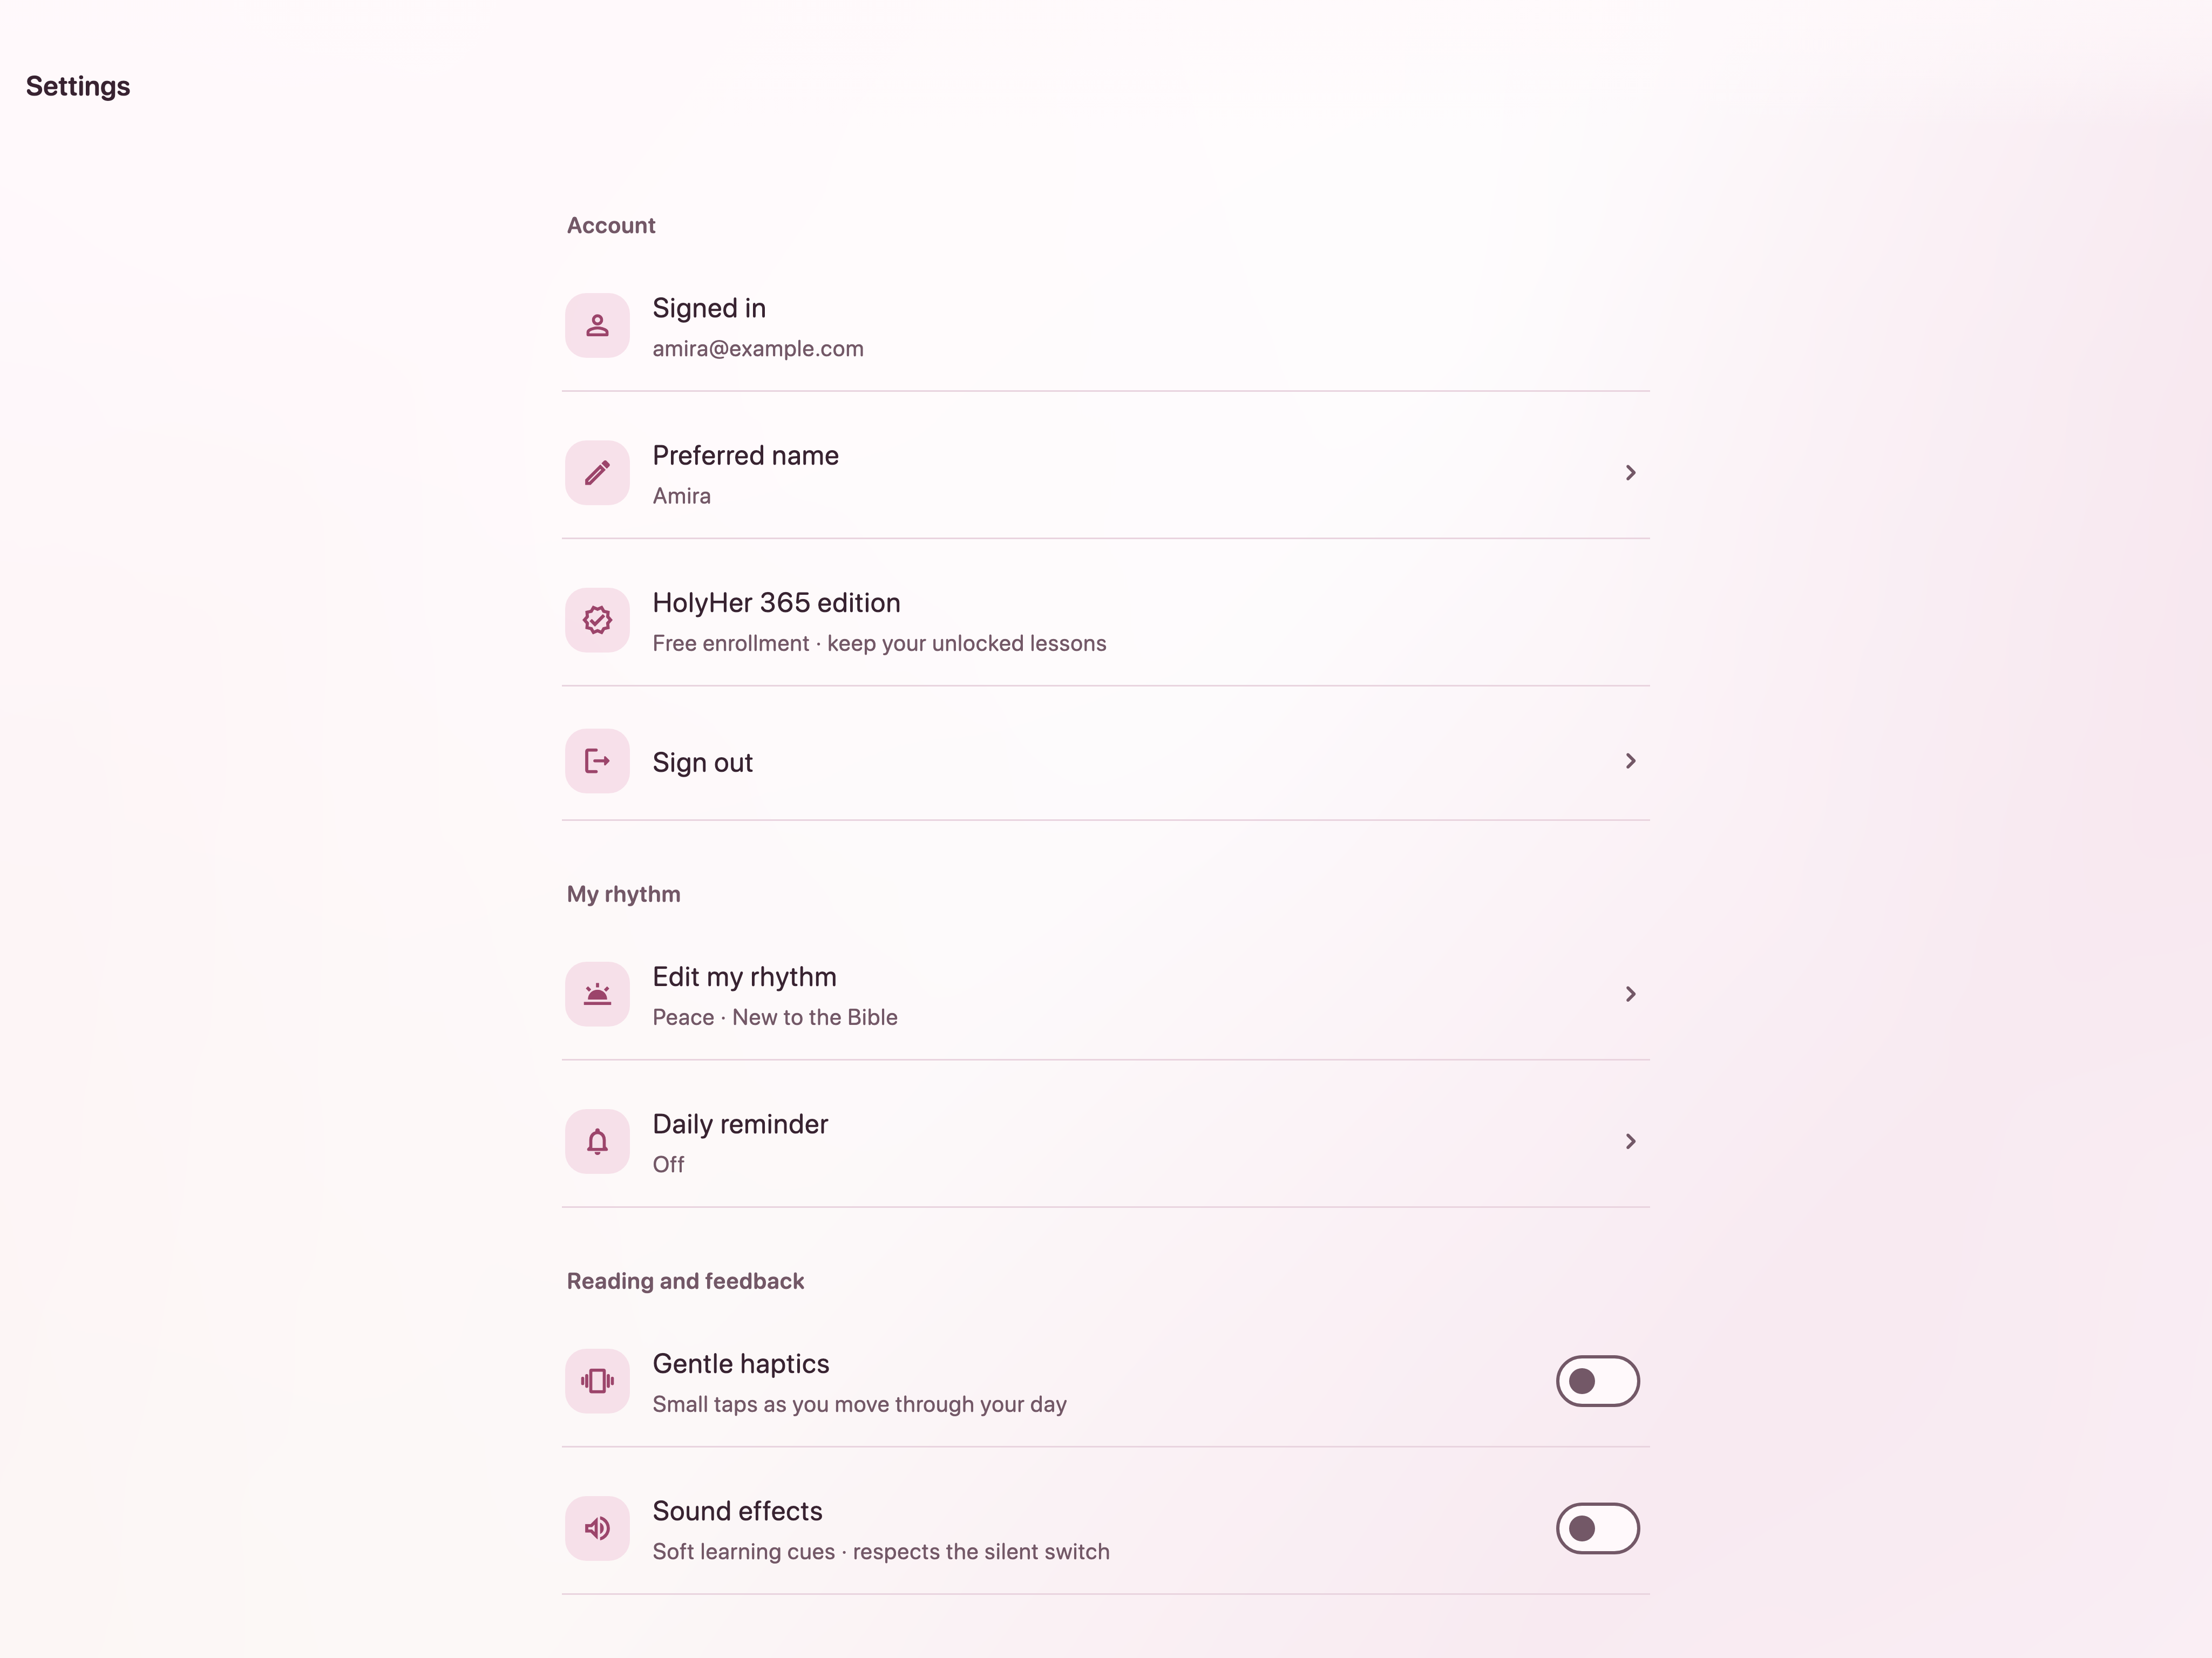 Settings
Account
Signed in
amira@example.com
Preferred name
Amira
HolyHer 365 edition
Free enrollment · keep your unlocked lessons
Sign out
My rhythm
Edit my rhythm
Peace · New to the Bible
Daily reminder
Off
Reading and feedback
Gentle haptics
Small taps as you move through your day
Sound effects
Soft learning cues · respects the silent switch